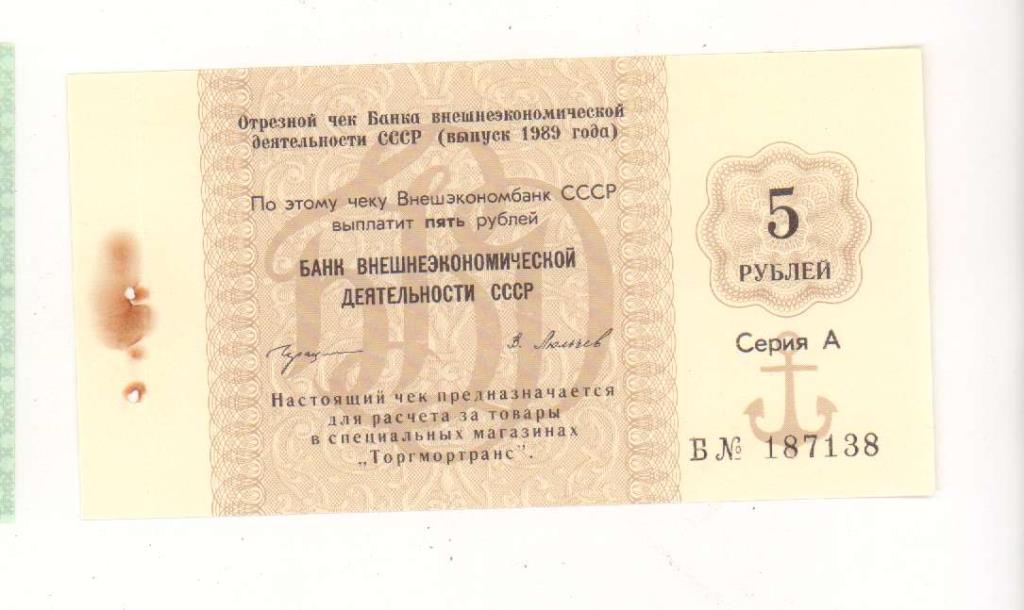 Отрезной чек Банка внешнеэкономической
деятельности СССР (выпуск 1989 года)
По этому чеку Внешэкономбанк СССР
выплатит пять рублей
БАНК ВНЕШНЕЭКОНОМИЧЕСКОЙ
ДЕЯТЕЛЬНОСТИ СССР
Настоящий чек предназначается
для расчета за товары
в специальных магазинах
„Торгмортранс".
5
РУБЛЕЙ
Серия А
Б№ 187138